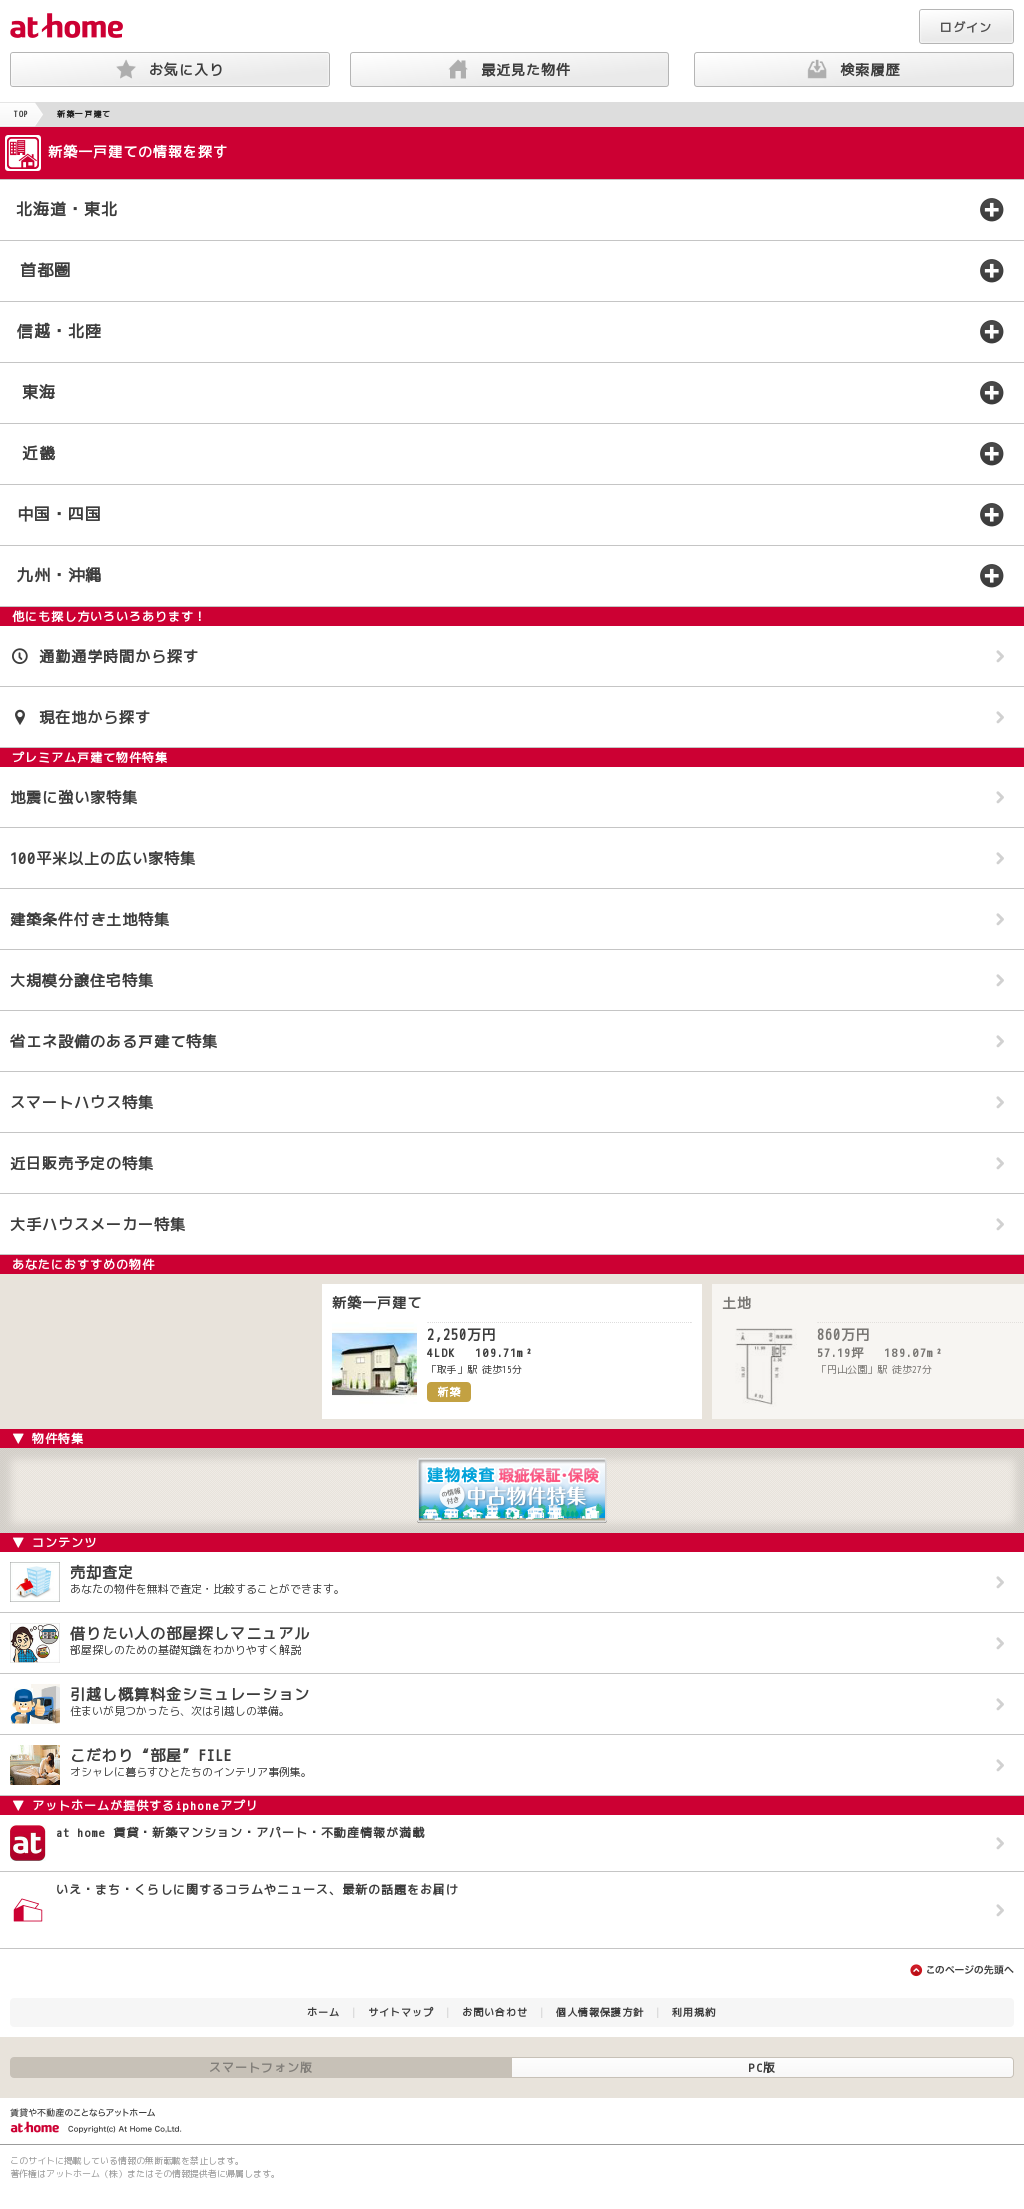 at home
ログイン
お気に入り
最近見た物件
検索履歴
TOP
新築一戸建て
新築一戸建ての情報を探す
北海道・東北
首都圏
信越・北陸
東海
近畿
中国・四国
九州・沖縄
他にも探し方いろいろあります！
通勤通学時間から探す
現在地から探す
プレミアム戸建て物件特集
地震に強い家特集
100平米以上の広い家特集
建築条件付き土地特集
大規模分譲住宅特集
省エネ設備のある戸建て特集
スマートハウス特集
近日販売予定の特集
大手ハウスメーカー特集
あなたにおすすめの物件
新築一戸建て
2,250万円
4LDK 109.71m²
「取手」駅 徒歩15分
新築
土地
860万円
57.19坪 189.07m²
「円山公園」駅 徒歩27分
▼ 物件特集
建物検査 瑕疵保証・保険
の情報付き 中古物件特集
▼ コンテンツ
売却査定
あなたの物件を無料で査定・比較することができます。
借りたい人の部屋探しマニュアル
部屋探しのための基礎知識をわかりやすく解説
引越し概算料金シミュレーション
住まいが見つかったら、次は引越しの準備。
こだわり“部屋”FILE
オシャレに暮らすひとたちのインテリア事例集。
▼ アットホームが提供するiphoneアプリ
at
at home 賃貸・新築マンション・アパート・不動産情報が満載
いえ・まち・くらしに関するコラムやニュース、最新の話題をお届け
このページの先頭へ
ホーム | サイトマップ | お問い合わせ | 個人情報保護方針 | 利用規約
スマートフォン版
PC版
賃貸や不動産のことならアットホーム
at home Copyright(c) At Home Co,Ltd.
このサイトに掲載している情報の無断転載を禁止します。
著作権はアットホーム（株）またはその情報提供者に帰属します。